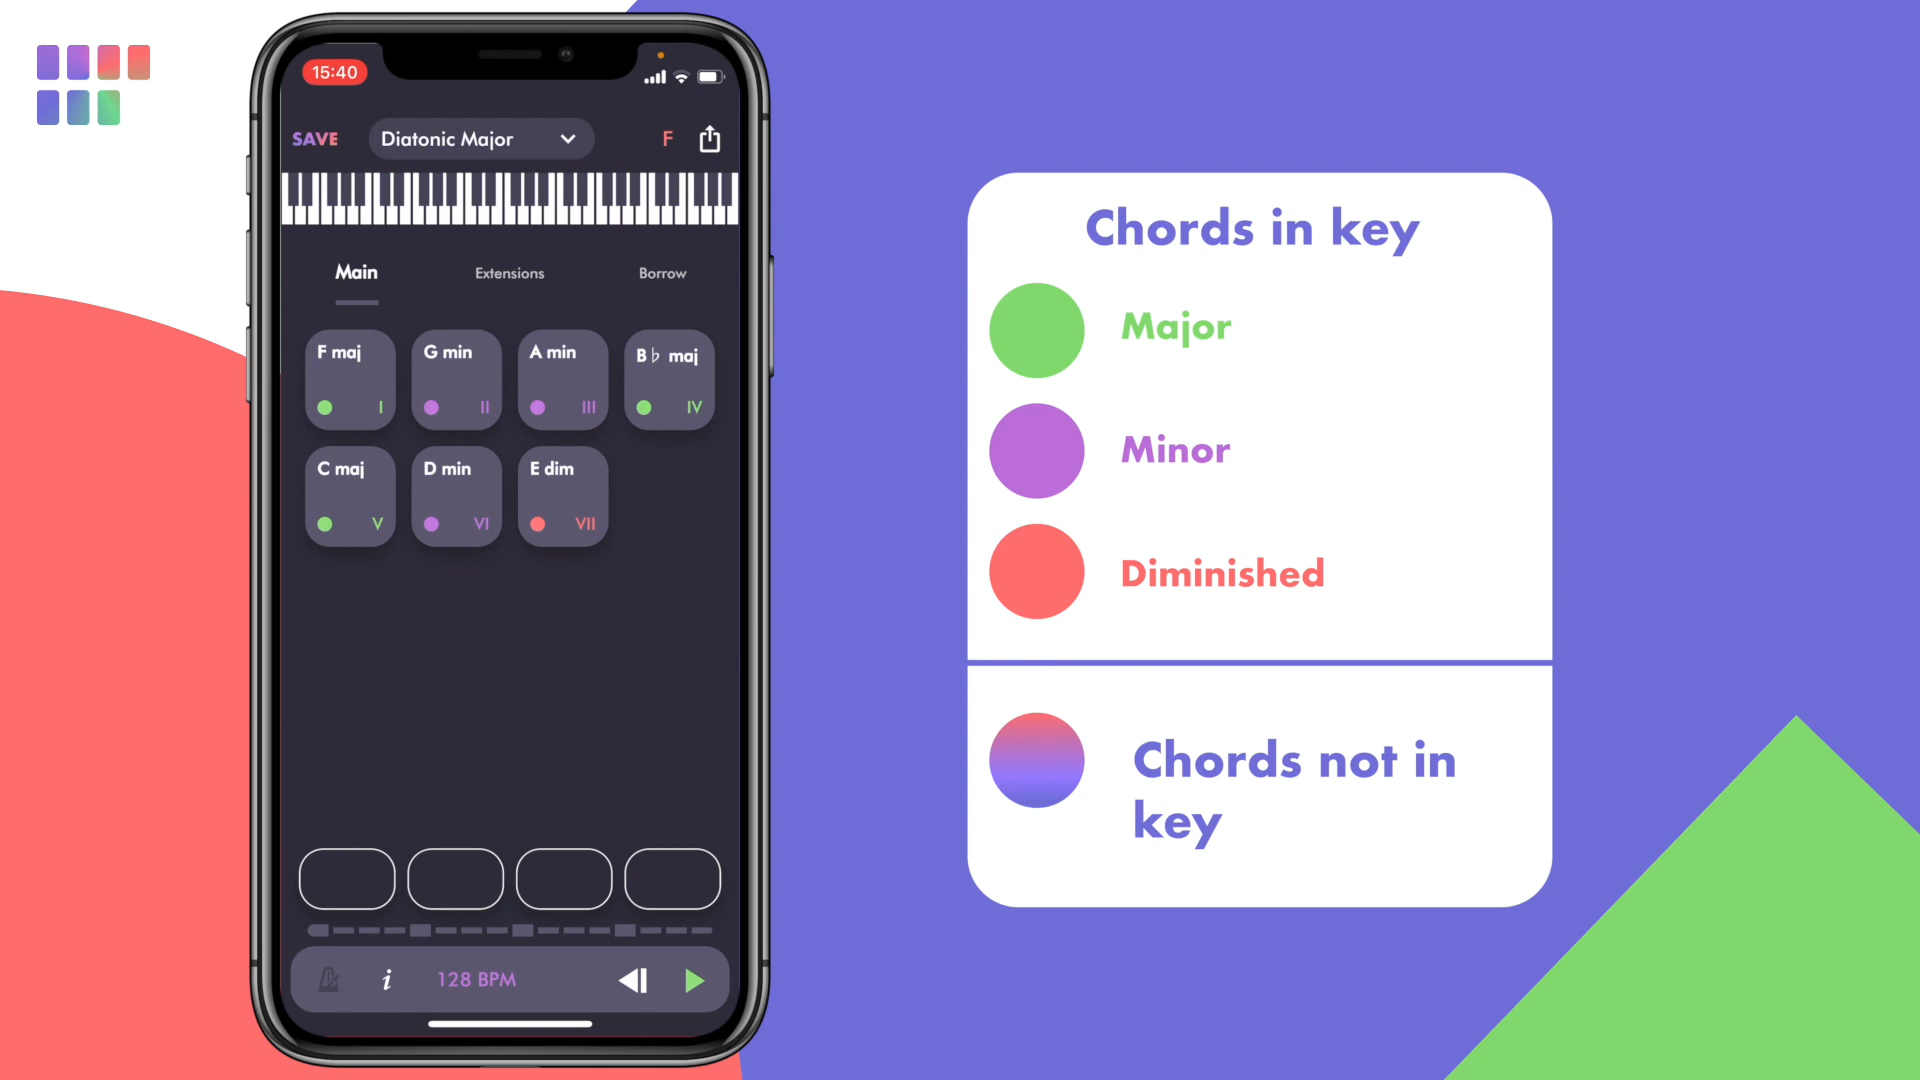 15:40
SAVE
Diatonic Major
F
Main
Extensions
Borrow
F maj
I
G min
II
A min
III
B♭ maj
IV
C maj
V
D min
VI
E dim
VII
i
128 BPM
Chords in key
Major
Minor
Diminished
Chords not in
key